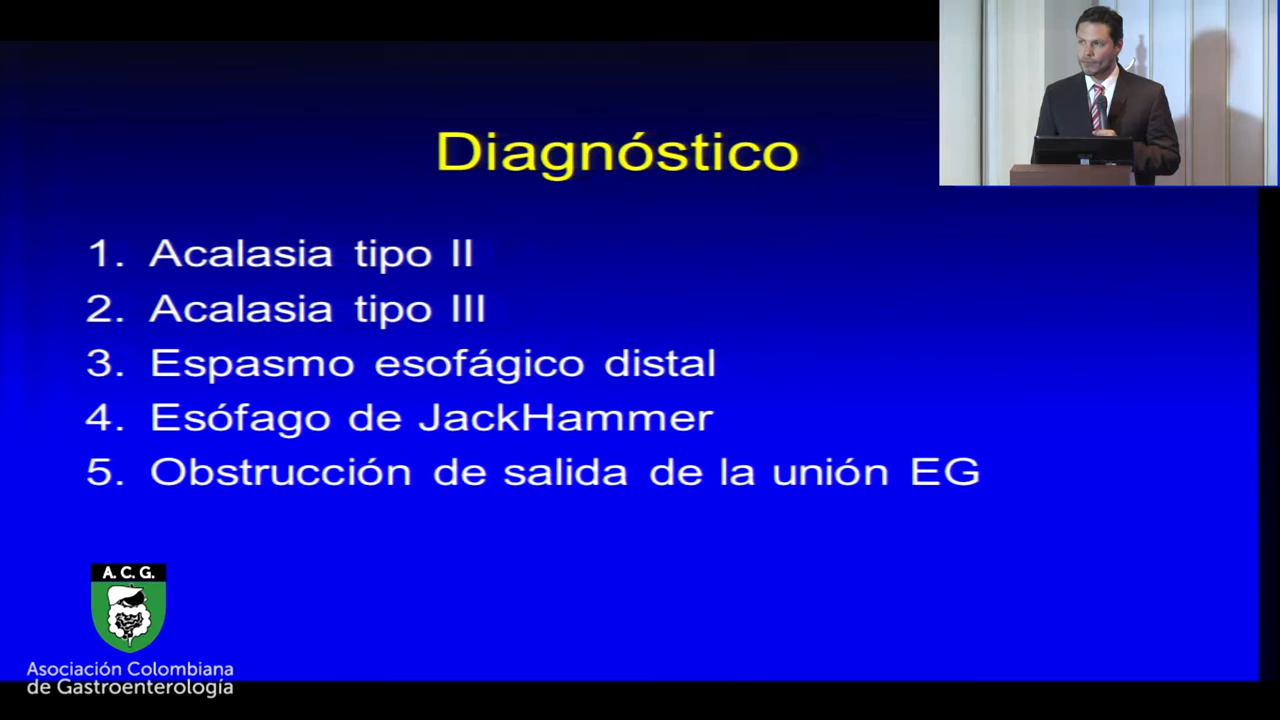 Diagnóstico
1. Acalasia tipo II
2. Acalasia tipo III
3. Espasmo esofágico distal
4. Esófago de JackHammer
5. Obstrucción de salida de la unión EG
A. C. G.
Asociación Colombiana
de Gastroenterología